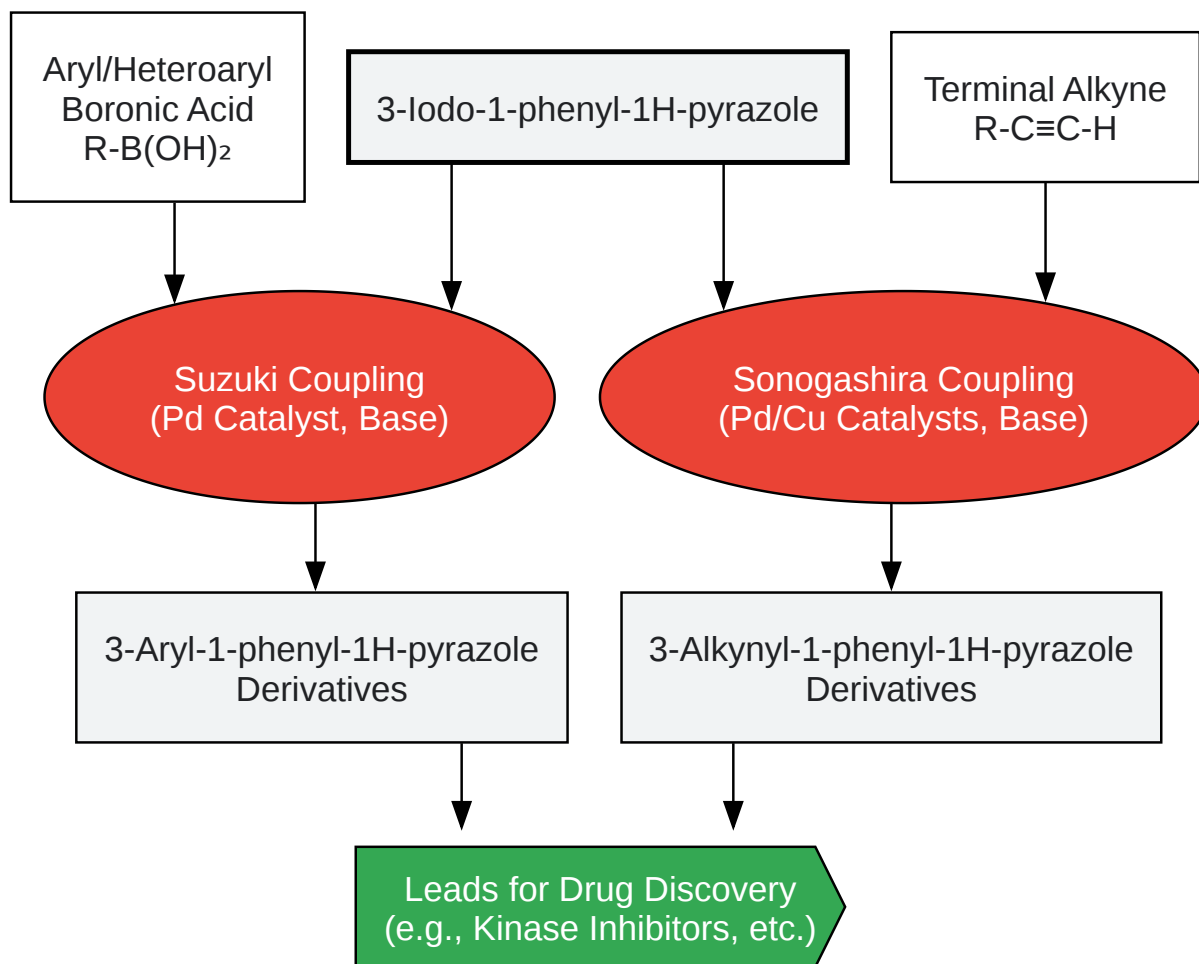 Aryl/Heteroaryl
Boronic Acid
R-B(OH)₂
3-Iodo-1-phenyl-1H-pyrazole
Terminal Alkyne
R-C≡C-H
Suzuki Coupling
(Pd Catalyst, Base)
Sonogashira Coupling
(Pd/Cu Catalysts, Base)
3-Aryl-1-phenyl-1H-pyrazole
Derivatives
3-Alkynyl-1-phenyl-1H-pyrazole
Derivatives
Leads for Drug Discovery
(e.g., Kinase Inhibitors, etc.)